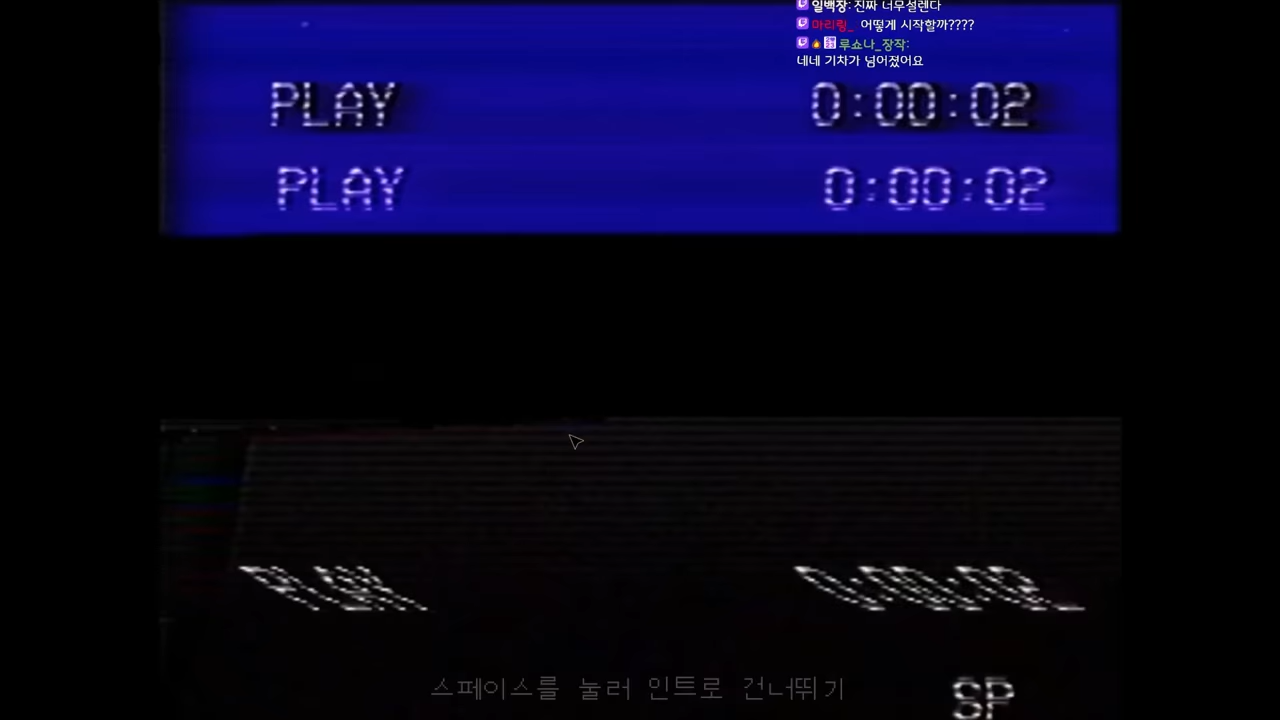 일백장: 진짜 너무설렌다
마리링_ 어떻게 시작할까????
루쇼나_장작:
네네 기차가 넘어졌어요
PLAY 0:00:02
PLAY 0:00:02
스페이스를 눌러 인트로 건너뛰기
SP